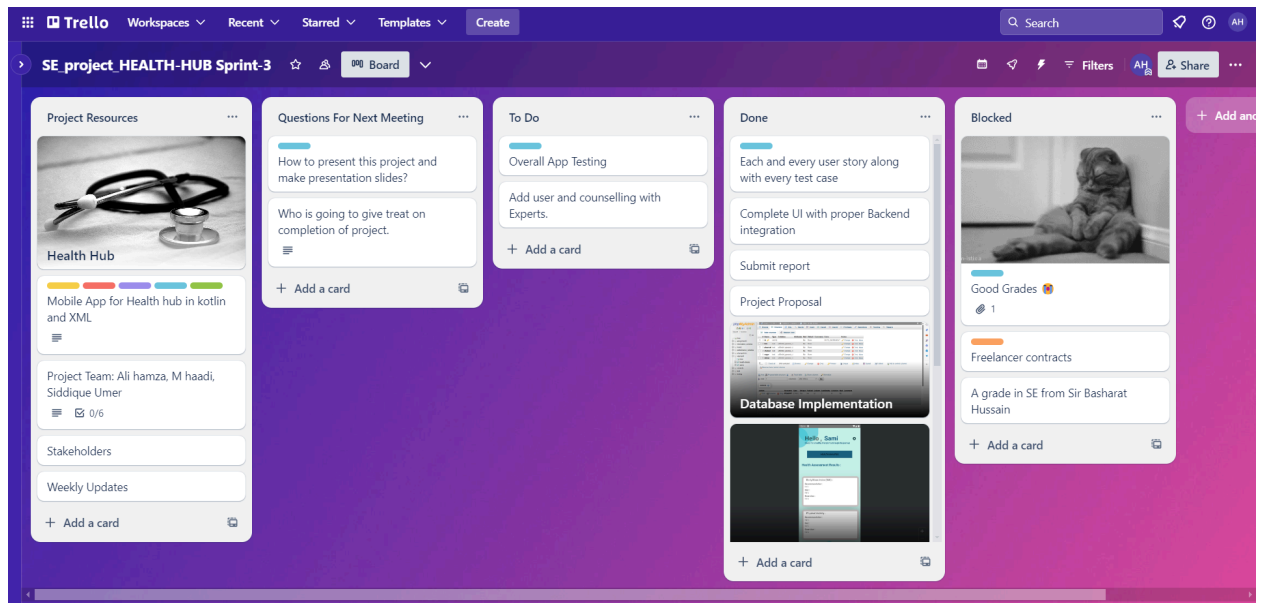 Trello
Workspaces
Recent
Starred
Templates
Create
Search
AH
SE_project_HEALTH-HUB Sprint-3
Board
Filters
AH
Share
Project Resources
Health Hub
Mobile App for Health hub in kotlin
and XML
Project Team: Ali hamza, M haadi,
Siddique Umer
0/6
Stakeholders
Weekly Updates
+ Add a card
Questions For Next Meeting
How to present this project and
make presentation slides?
Who is going to give treat on
completion of project.
+ Add a card
To Do
Overall App Testing
Add user and counselling with
Experts.
+ Add a card
Done
Each and every user story along
with every test case
Complete UI with proper Backend
integration
Submit report
Project Proposal
Database Implementation
Hello , Sami
+ Add a card
Blocked
Good Grades
1
Freelancer contracts
A grade in SE from Sir Basharat
Hussain
+ Add a card
+ Add ano